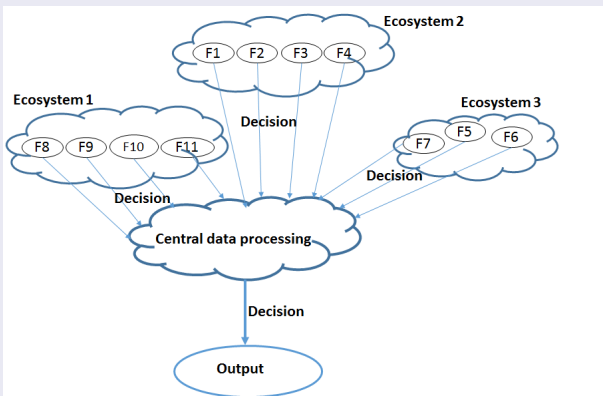 Ecosystem 2
F1 F2 F3 F4
Ecosystem 1
Ecosystem 3
F8 F9 F10 F11
F7 F5 F6
Decision
Decision
Decision
Central data processing
Decision
Output